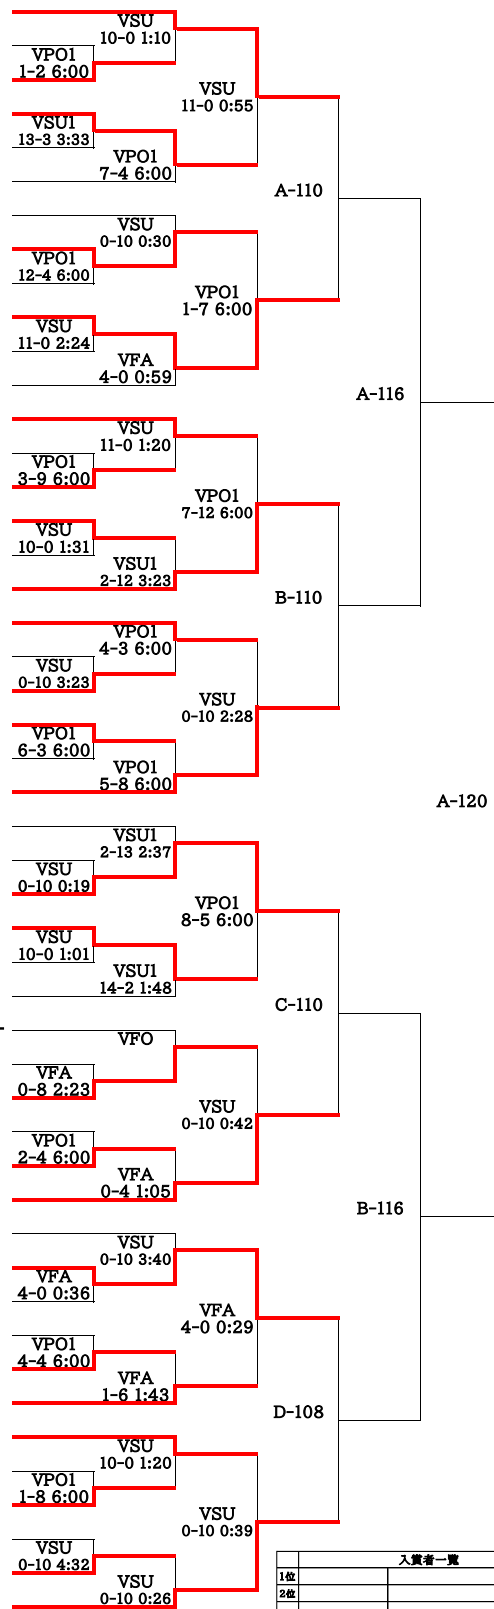 VSU
10-0 1:10
VPO1
1-2 6:00
VSU
11-0 0:55
VSU1
13-3 3:33
VPO1
7-4 6:00
A-110
VSU
0-10 0:30
VPO1
12-4 6:00
VPO1
1-7 6:00
VSU
11-0 2:24
VFA
4-0 0:59
A-116
VSU
11-0 1:20
VPO1
3-9 6:00
VPO1
7-12 6:00
VSU
10-0 1:31
VSU1
2-12 3:23
B-110
VPO1
4-3 6:00
VSU
0-10 3:23
VSU
0-10 2:28
VPO1
6-3 6:00
VPO1
5-8 6:00
A-120
VSU1
2-13 2:37
VSU
0-10 0:19
VPO1
8-5 6:00
VSU
10-0 1:01
VSU1
14-2 1:48
C-110
VFO
VFA
0-8 2:23
VSU
0-10 0:42
VPO1
2-4 6:00
VFA
0-4 1:05
B-116
VSU
0-10 3:40
VFA
4-0 0:36
VFA
4-0 0:29
VPO1
4-4 6:00
VFA
1-6 1:43
D-108
VSU
10-0 1:20
VPO1
1-8 6:00
VSU
0-10 0:39
VSU
0-10 4:32
VSU
0-10 0:26
入賞者一覧
1位
2位